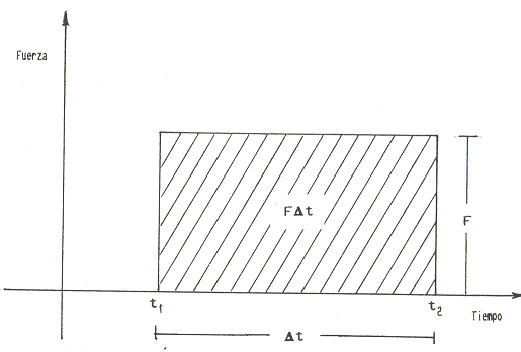 Fuerza
FΔt
F
t₁
t₂
Tiempo
Δt